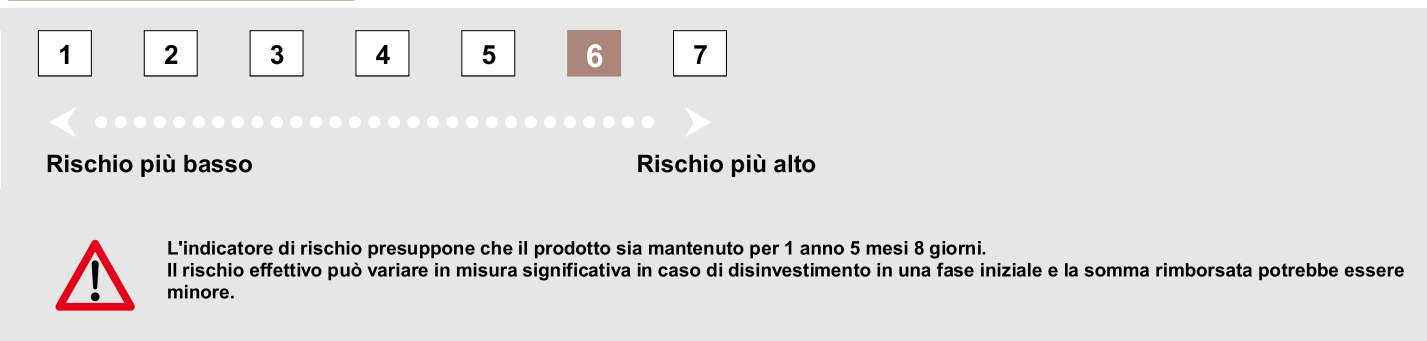 1 2 3 4 5 6 7
Rischio più basso Rischio più alto
L'indicatore di rischio presuppone che il prodotto sia mantenuto per 1 anno 5 mesi 8 giorni.
Il rischio effettivo può variare in misura significativa in caso di disinvestimento in una fase iniziale e la somma rimborsata potrebbe essere
minore.